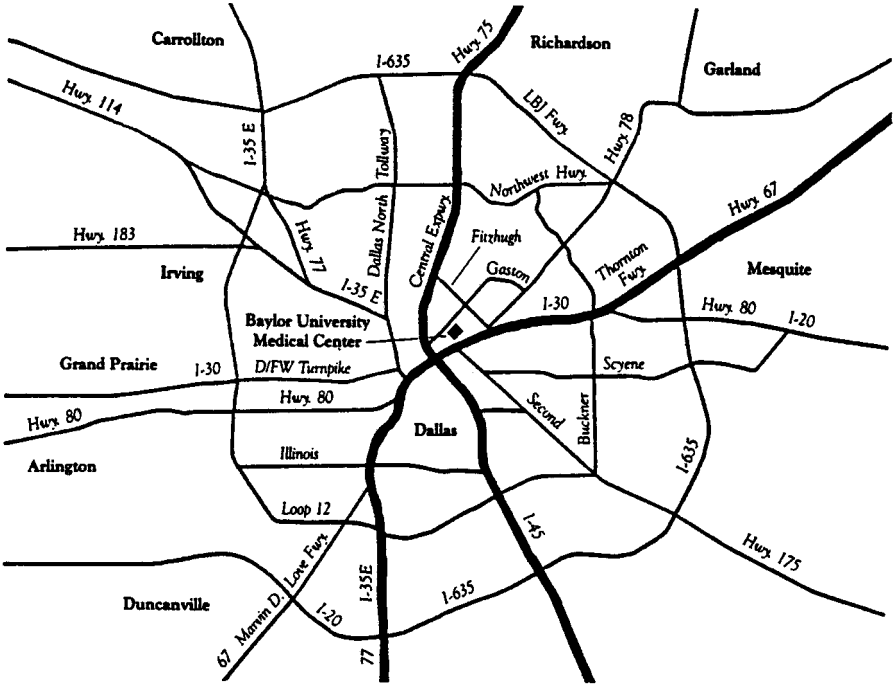 Carrollton
Hwy. 75
Richardson
I-635
Garland
Hwy. 114
LBJ Fwy.
Hwy. 78
I-35 E
Dallas North Tollway
Northwest Hwy.
Hwy. 67
Central Expwy.
Hwy. 183
Hwy. 77
Fitzhugh
Gaston
Thornton
Fwy.
Irving
I-35 E
Mesquite
Baylor University
Medical Center
I-30
Hwy. 80
I-20
Grand Prairie
I-30
D/FW Turnpike
Scyene
Hwy. 80
Hwy. 80
Second
Buckner
Dallas
Arlington
Illinois
I-635
Loop 12
I-45
Hwy. 175
Duncanville
67 Marvin D. Love Fwy.
I-20
I-35E
77
I-635